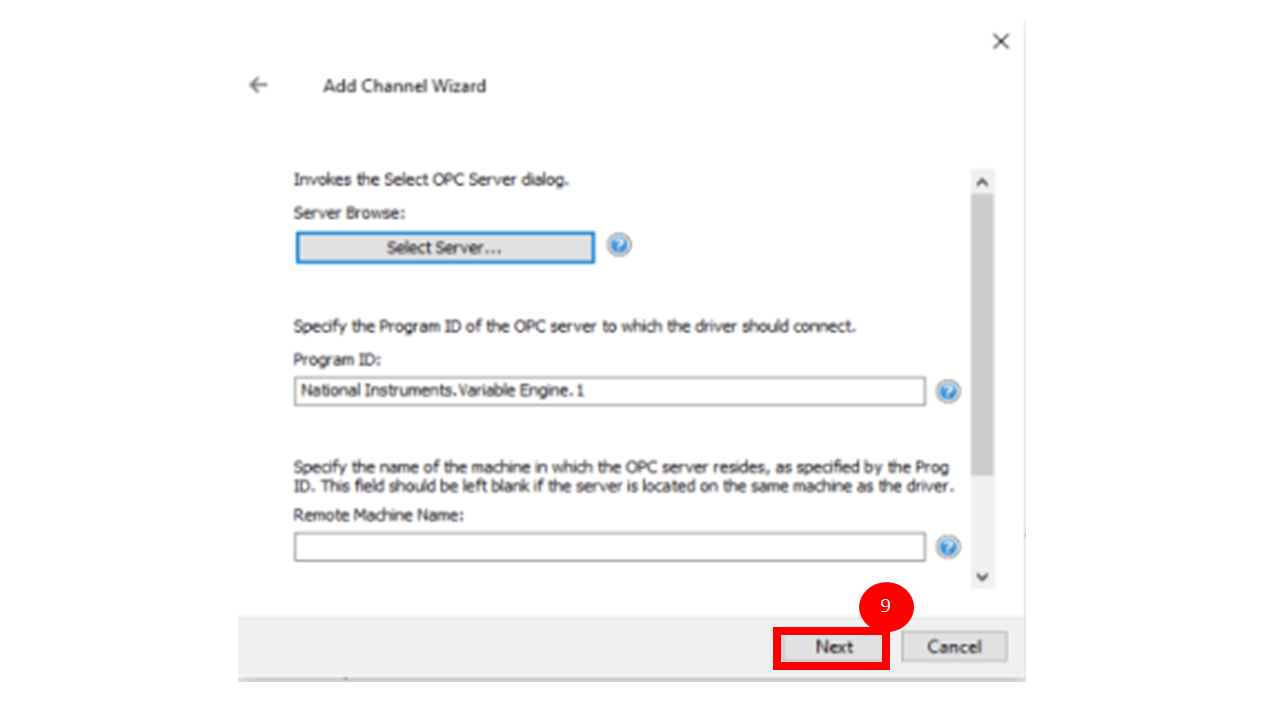 Add Channel Wizard
Invokes the Select OPC Server dialog.
Server Browse:
Select Server...
Specify the Program ID of the OPC server to which the driver should connect.
Program ID:
National Instruments.Variable Engine.1
Specify the name of the machine in which the OPC server resides, as specified by the Prog
ID. This field should be left blank if the server is located on the same machine as the driver.
Remote Machine Name:
9
Next
Cancel